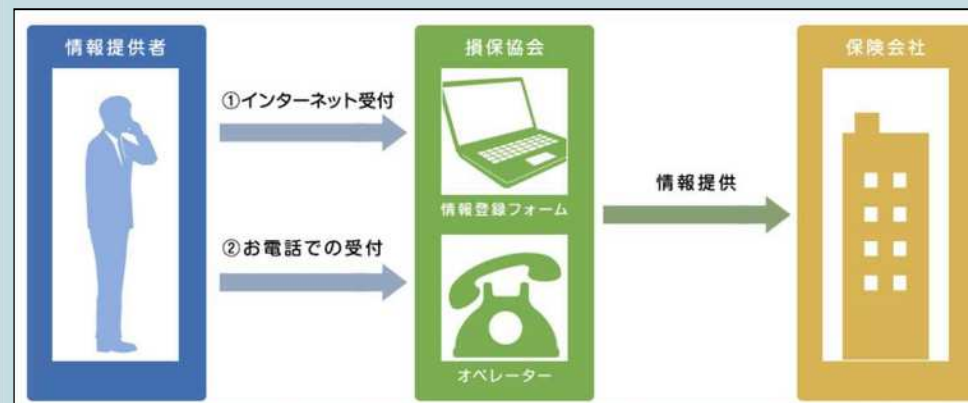 情報提供者
①インターネット受付
②お電話での受付
損保協会
情報登録フォーム
オペレーター
情報提供
保険会社